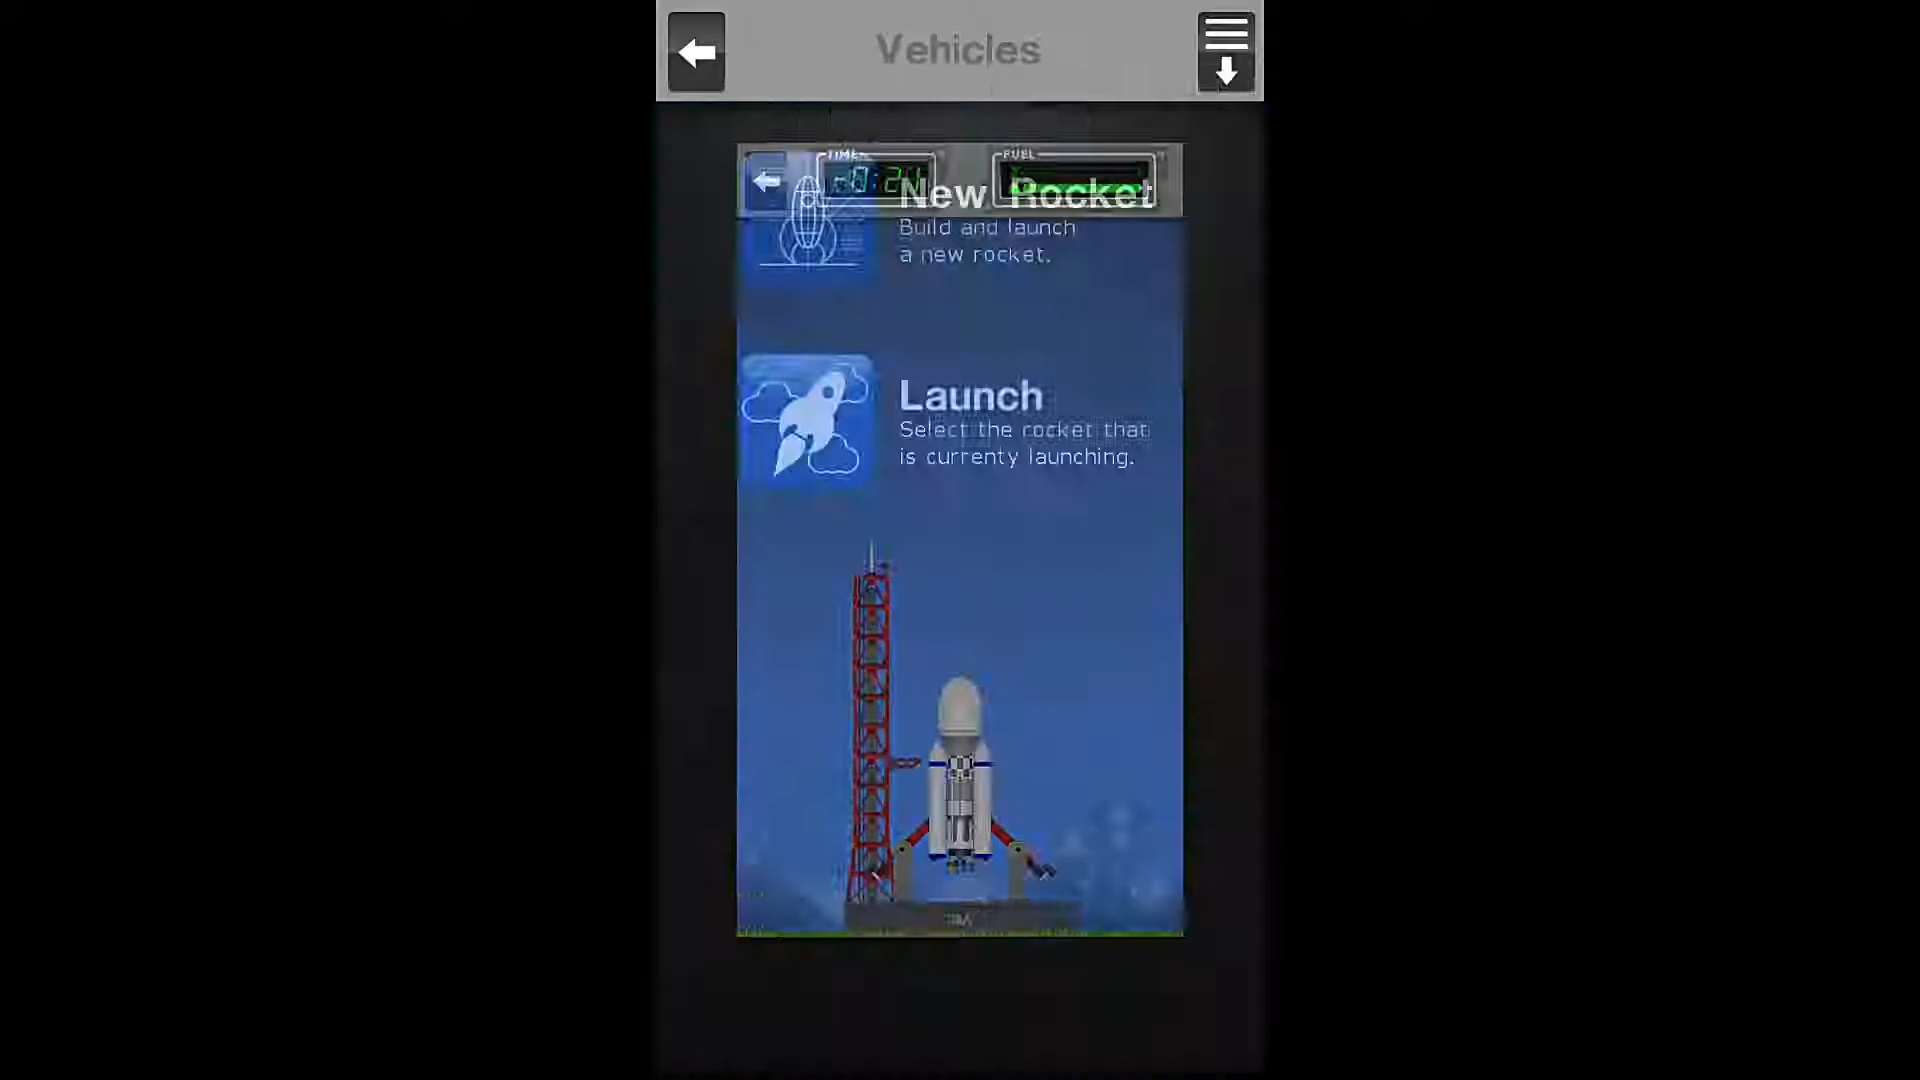 Vehicles
TIME
FUEL
New Rocket
Build and launch
a new rocket.
Launch
Select the rocket that
is currenty launching.